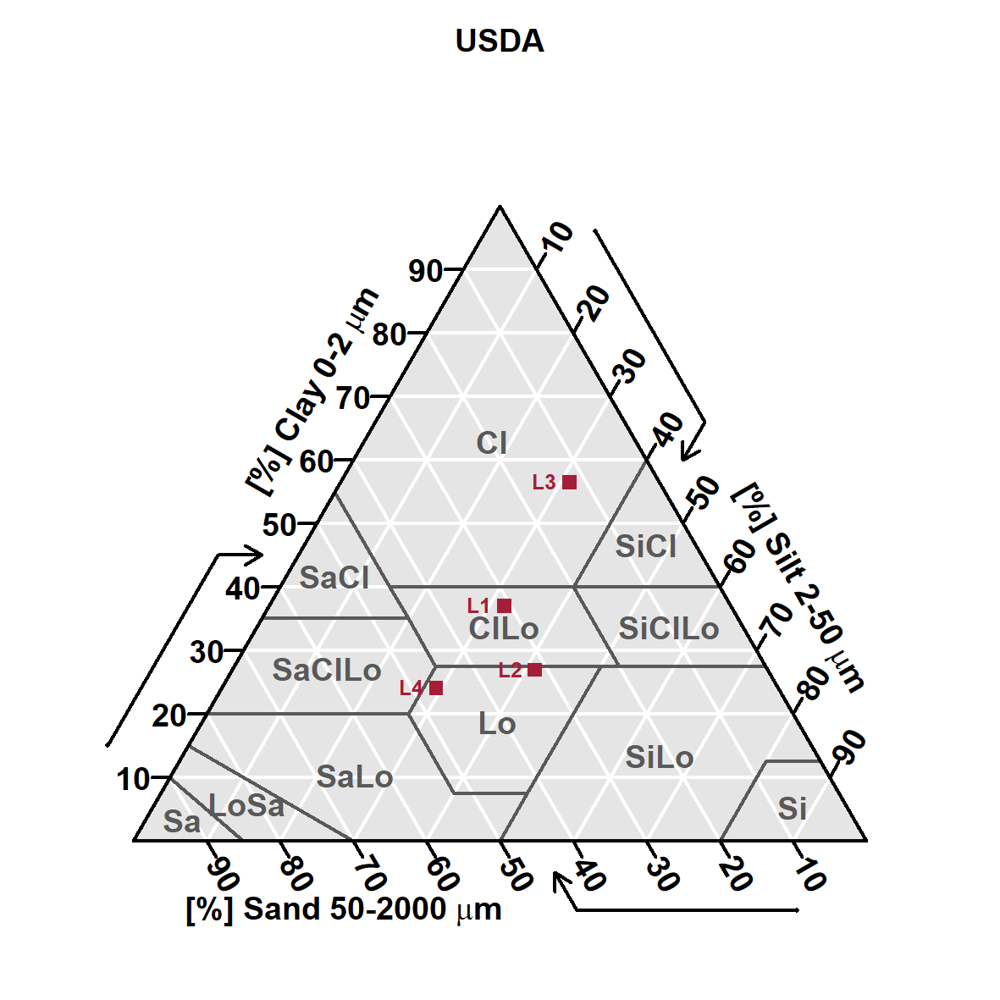 USDA
10
90
20
80
[%] Clay 0-2 μm
30
70
40
Cl
60
L3
50
[%] Silt 2-50 μm
50
SiCl
60
SaCl
40
L1
ClLo
SiClLo
70
30
SaClLo
L2
80
L4
20
Lo
90
SiLo
10
SaLo
LoSa
Si
Sa
90
80
70
60
50
40
30
20
10
[%] Sand 50-2000 μm